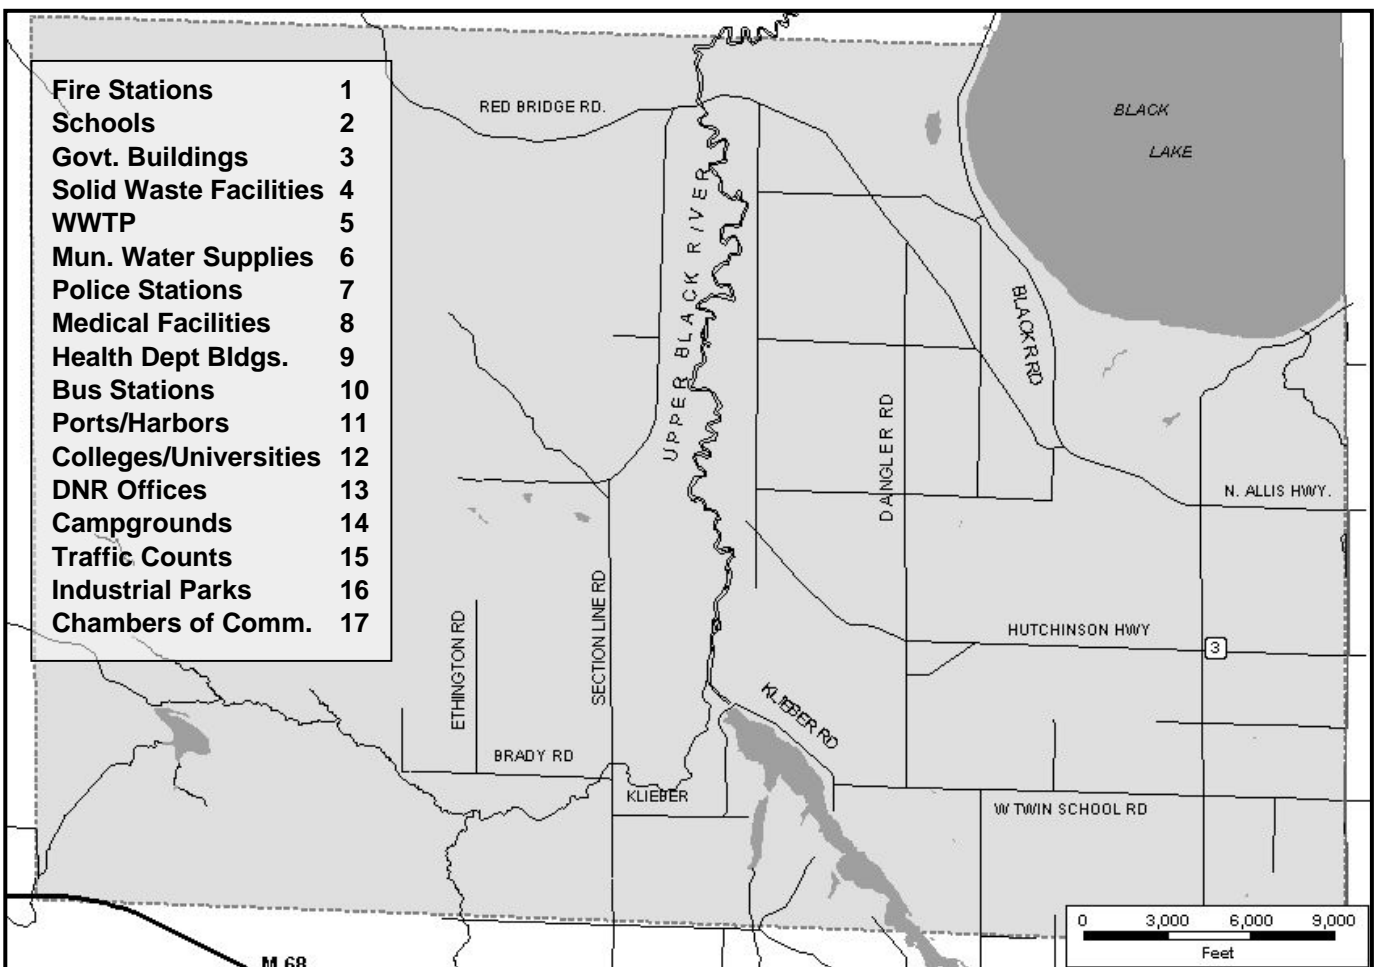 Fire Stations 1
Schools 2
Govt. Buildings 3
Solid Waste Facilities 4
WWTP 5
Mun. Water Supplies 6
Police Stations 7
Medical Facilities 8
Health Dept Bldgs. 9
Bus Stations 10
Ports/Harbors 11
Colleges/Universities 12
DNR Offices 13
Campgrounds 14
Traffic Counts 15
Industrial Parks 16
Chambers of Comm. 17
RED BRIDGE RD.
BLACK
LAKE
UPPER BLACK RIVER
BLACK R RD
DANGLER RD
N. ALLIS HWY.
SECTION LINE RD
ETHINGTON RD
HUTCHINSON HWY
3
KLIEBER RD
BRADY RD
KLIEBER
W TWIN SCHOOL RD
0 3,000 6,000 9,000
Feet
M 68